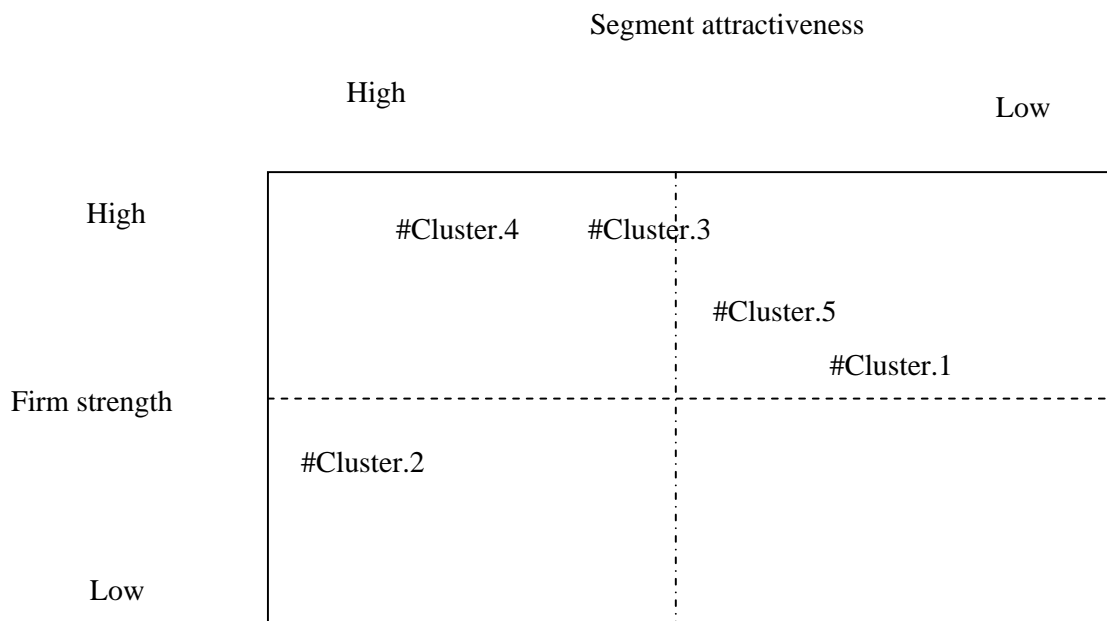 Segment attractiveness
High
Low
High
#Cluster.4
#Cluster.3
#Cluster.5
#Cluster.1
Firm strength
#Cluster.2
Low